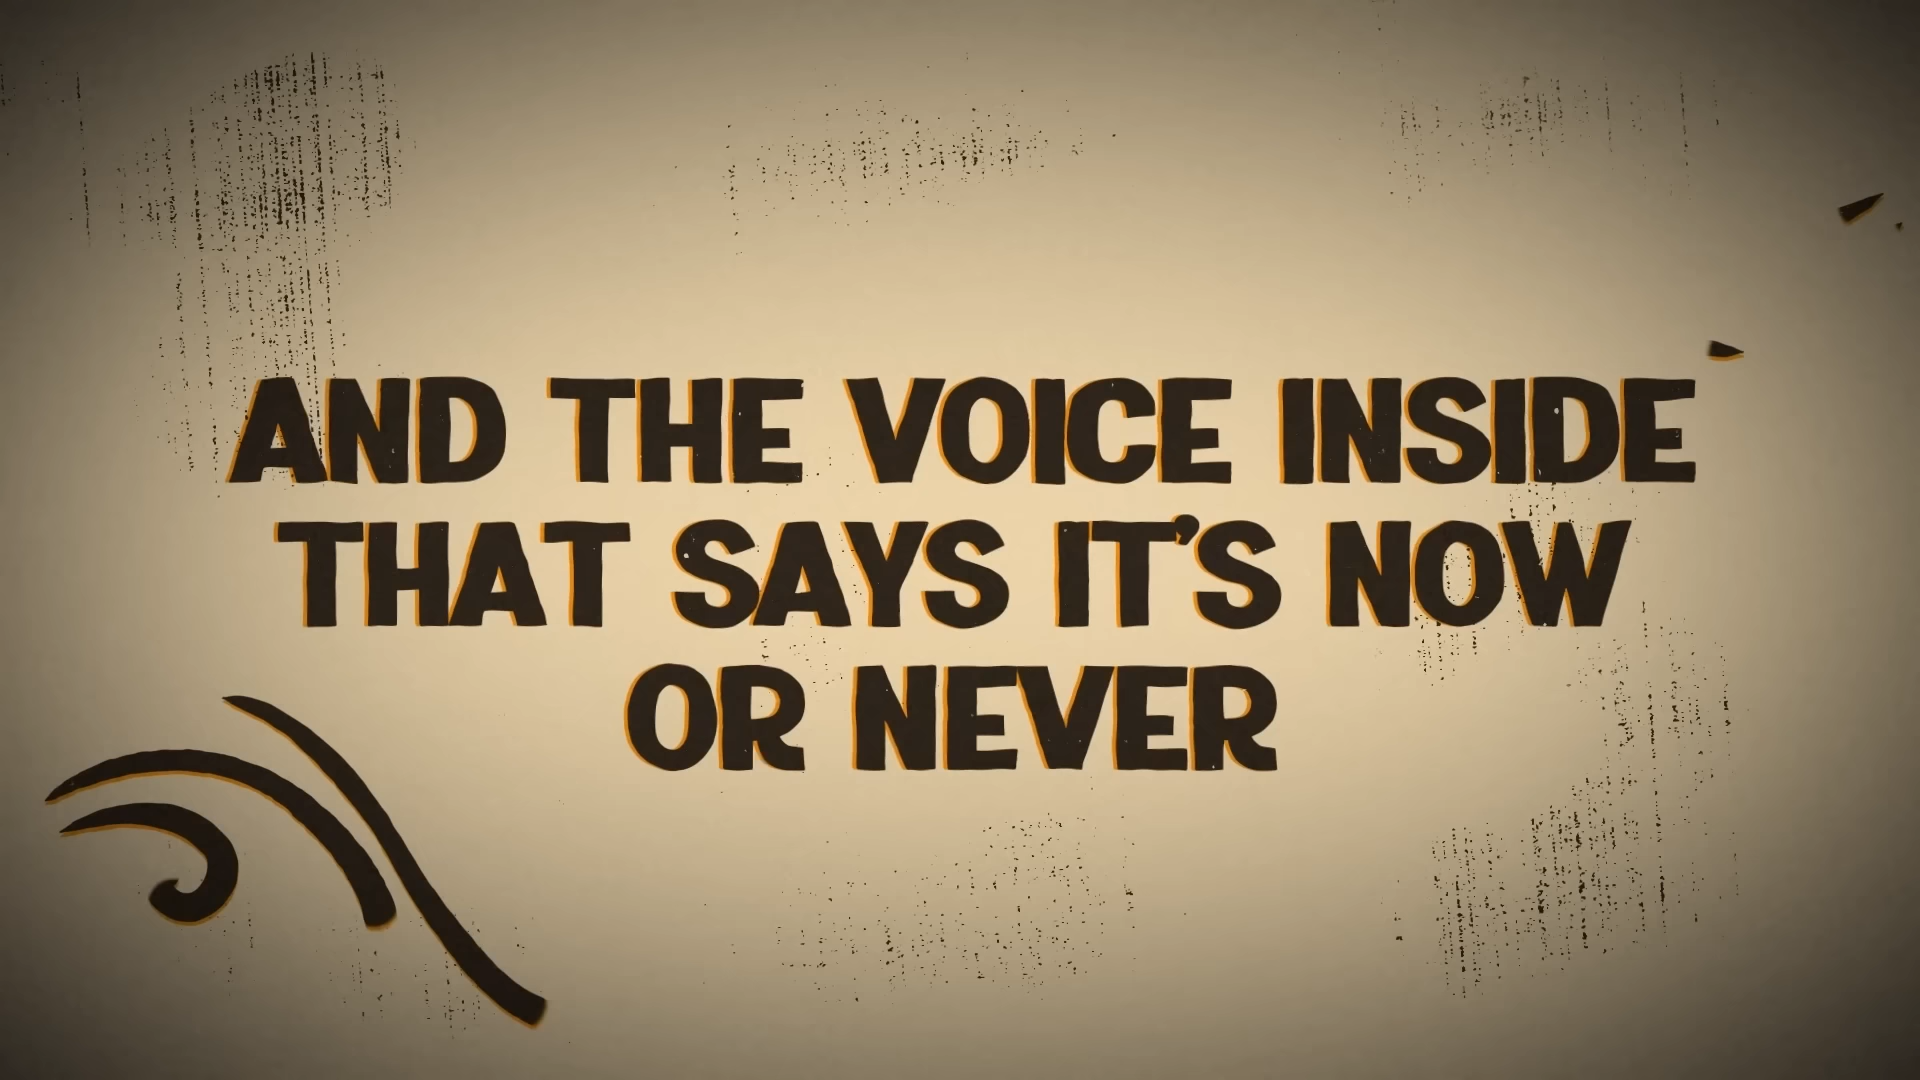 AND THE VOICE INSIDE
THAT SAYS IT'S NOW
OR NEVER